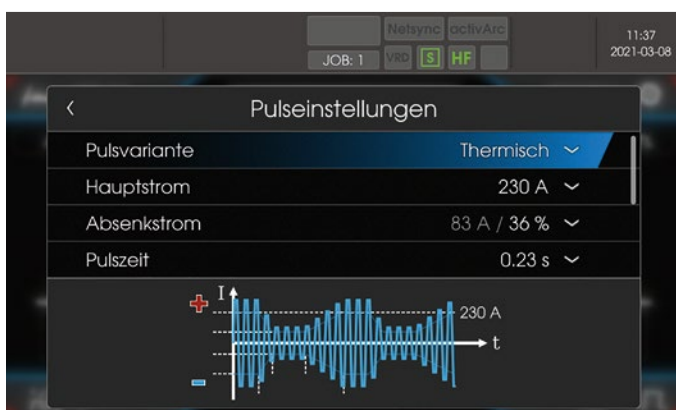 Netsync activArc
JOB: 1 VRD S HF
11:37
2021-03-08
Pulseinstellungen
Pulsvariante Thermisch
Hauptstrom 230 A
Absenkstrom 83 A / 36 %
Pulszeit 0.23 s
I
230 A
t